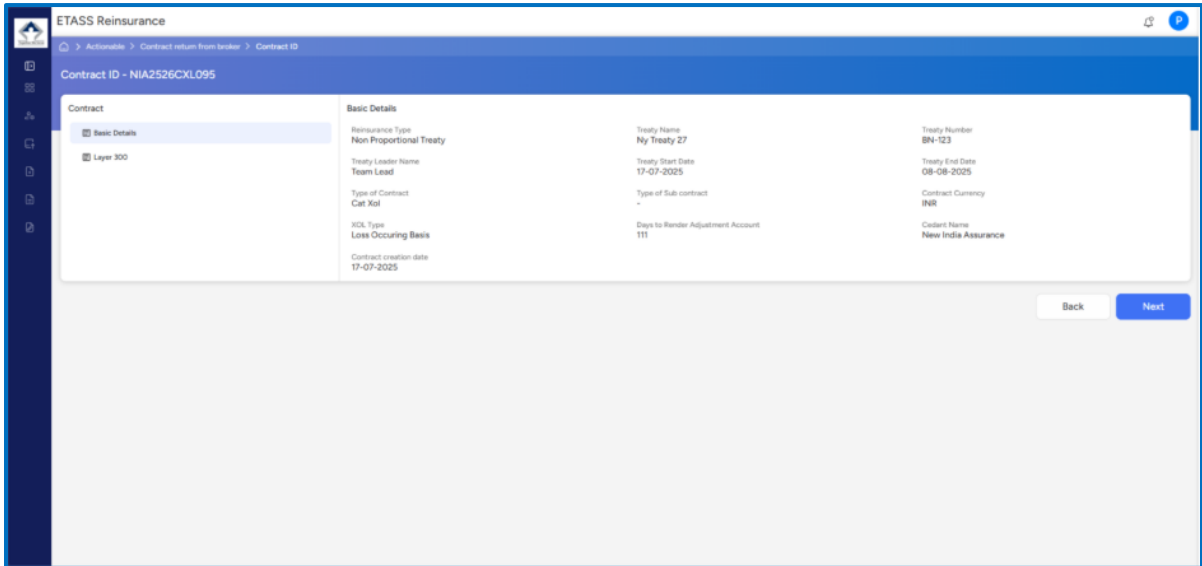 ETASS Reinsurance
P
> Actionable > Contract return from broker > Contract ID
Contract ID - NIA2526CXL095
Contract
Basic Details
Layer 300
Basic Details
Reinsurance Type
Non Proportional Treaty
Treaty Name
Ny Treaty 27
Treaty Number
BN-123
Treaty Leader Name
Team Lead
Treaty Start Date
17-07-2025
Treaty End Date
08-08-2025
Type of Contract
Cat Xol
Type of Sub contract
-
Contract Currency
INR
XOL Type
Loss Occuring Basis
Days to Render Adjustment Account
111
Cedant Name
New India Assurance
Contract creation date
17-07-2025
Back
Next